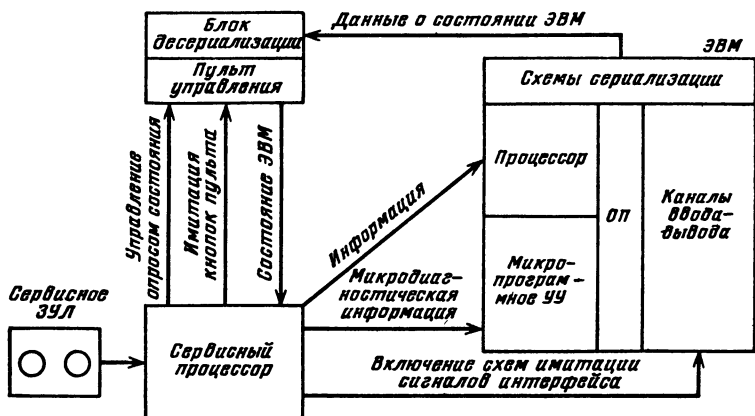 Блок
десериализации
Пульт
управления
Данные о состоянии ЭВМ
ЭВМ
Схемы сериализации
Процессор
ОП
Каналы
ввода-
вывода
Микро-
програм-
мное УУ
Управление
опросом состояния
Имитация
кнопок пульта
Состояние ЭВМ
Информация
Микродиаг-
ностическая
информация
Сервисное
ЗУЛ
Сервисный
процессор
Включение схем имитации
сигналов интерфейса